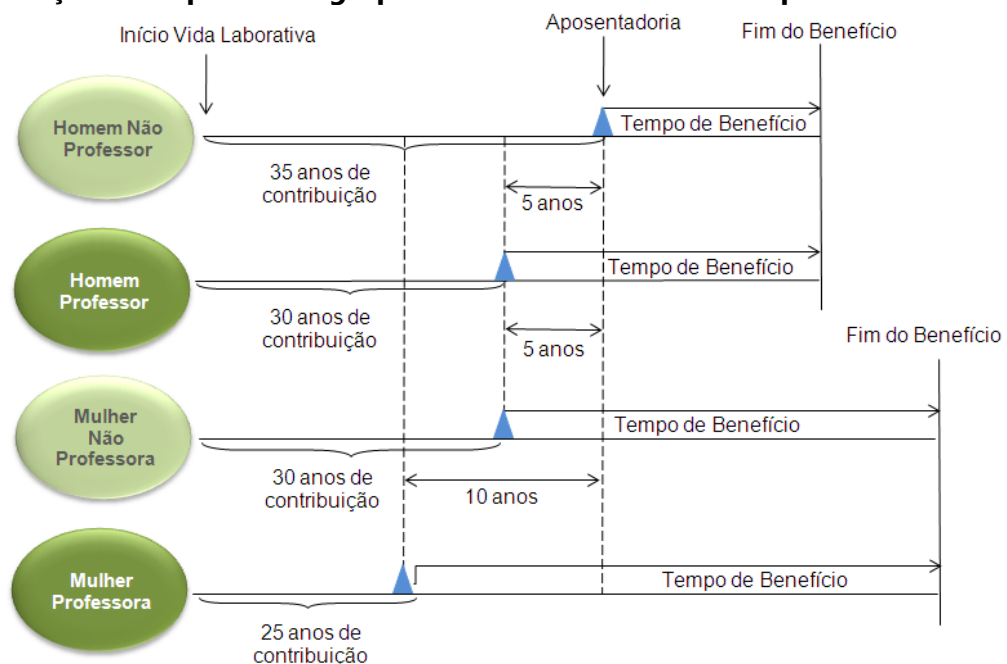 Início Vida Laborativa
Aposentadoria
Fim do Benefício
Homem Não
Professor
Tempo de Benefício
35 anos de
contribuição
5 anos
Homem
Professor
Tempo de Benefício
30 anos de
contribuição
5 anos
Fim do Benefício
Mulher
Não
Professora
Tempo de Benefício
30 anos de
contribuição
10 anos
Mulher
Professora
Tempo de Benefício
25 anos de
contribuição